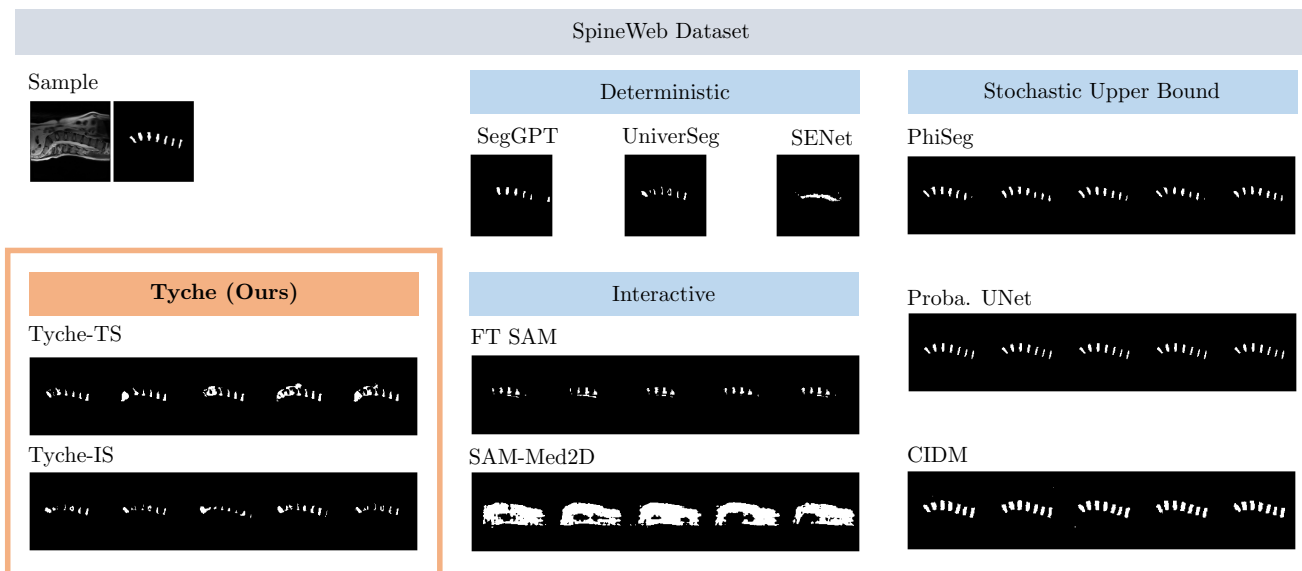 SpineWeb Dataset
Sample
Deterministic
SegGPT
UniverSeg
SENet
Stochastic Upper Bound
PhiSeg
Tyche (Ours)
Tyche-TS
Tyche-IS
Interactive
FT SAM
SAM-Med2D
Proba. UNet
CIDM